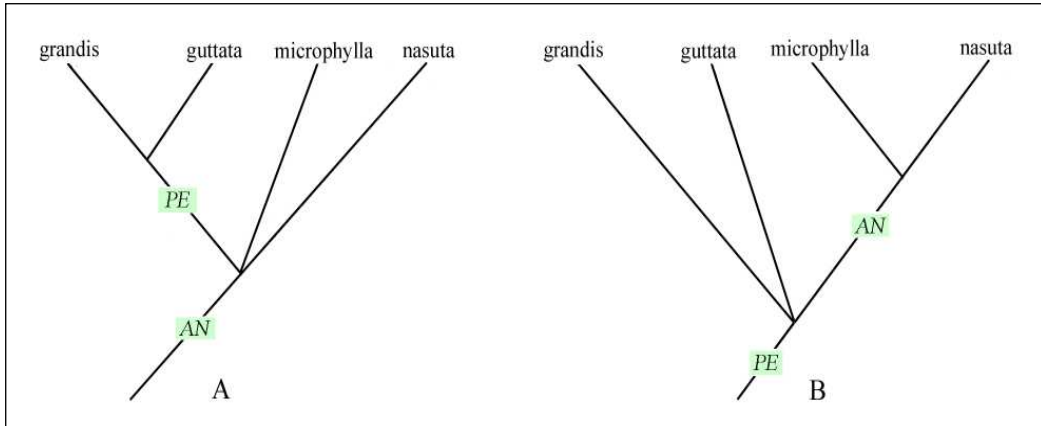 grandis guttata microphylla nasuta
PE
AN
A
grandis guttata microphylla nasuta
AN
PE
B